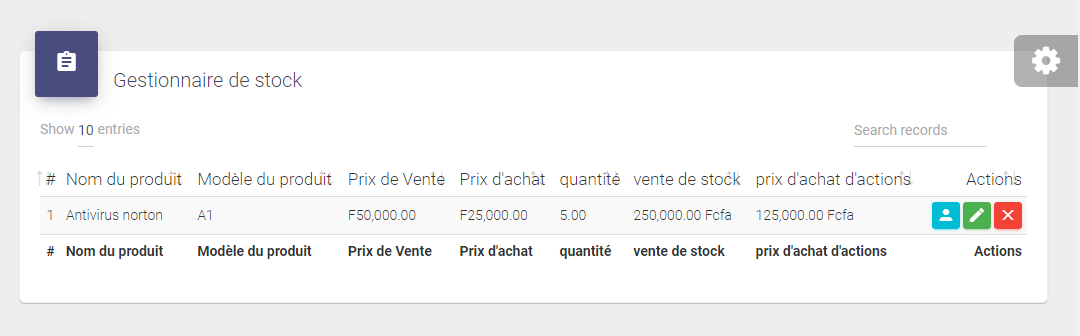 Gestionnaire de stock
Show 10 entries
Search records
# Nom du produit Modèle du produit Prix de Vente Prix d'achat quantité vente de stock prix d'achat d'actions Actions
1 Antivirus norton A1 F50,000.00 F25,000.00 5.00 250,000.00 Fcfa 125,000.00 Fcfa
# Nom du produit Modèle du produit Prix de Vente Prix d'achat quantité vente de stock prix d'achat d'actions Actions